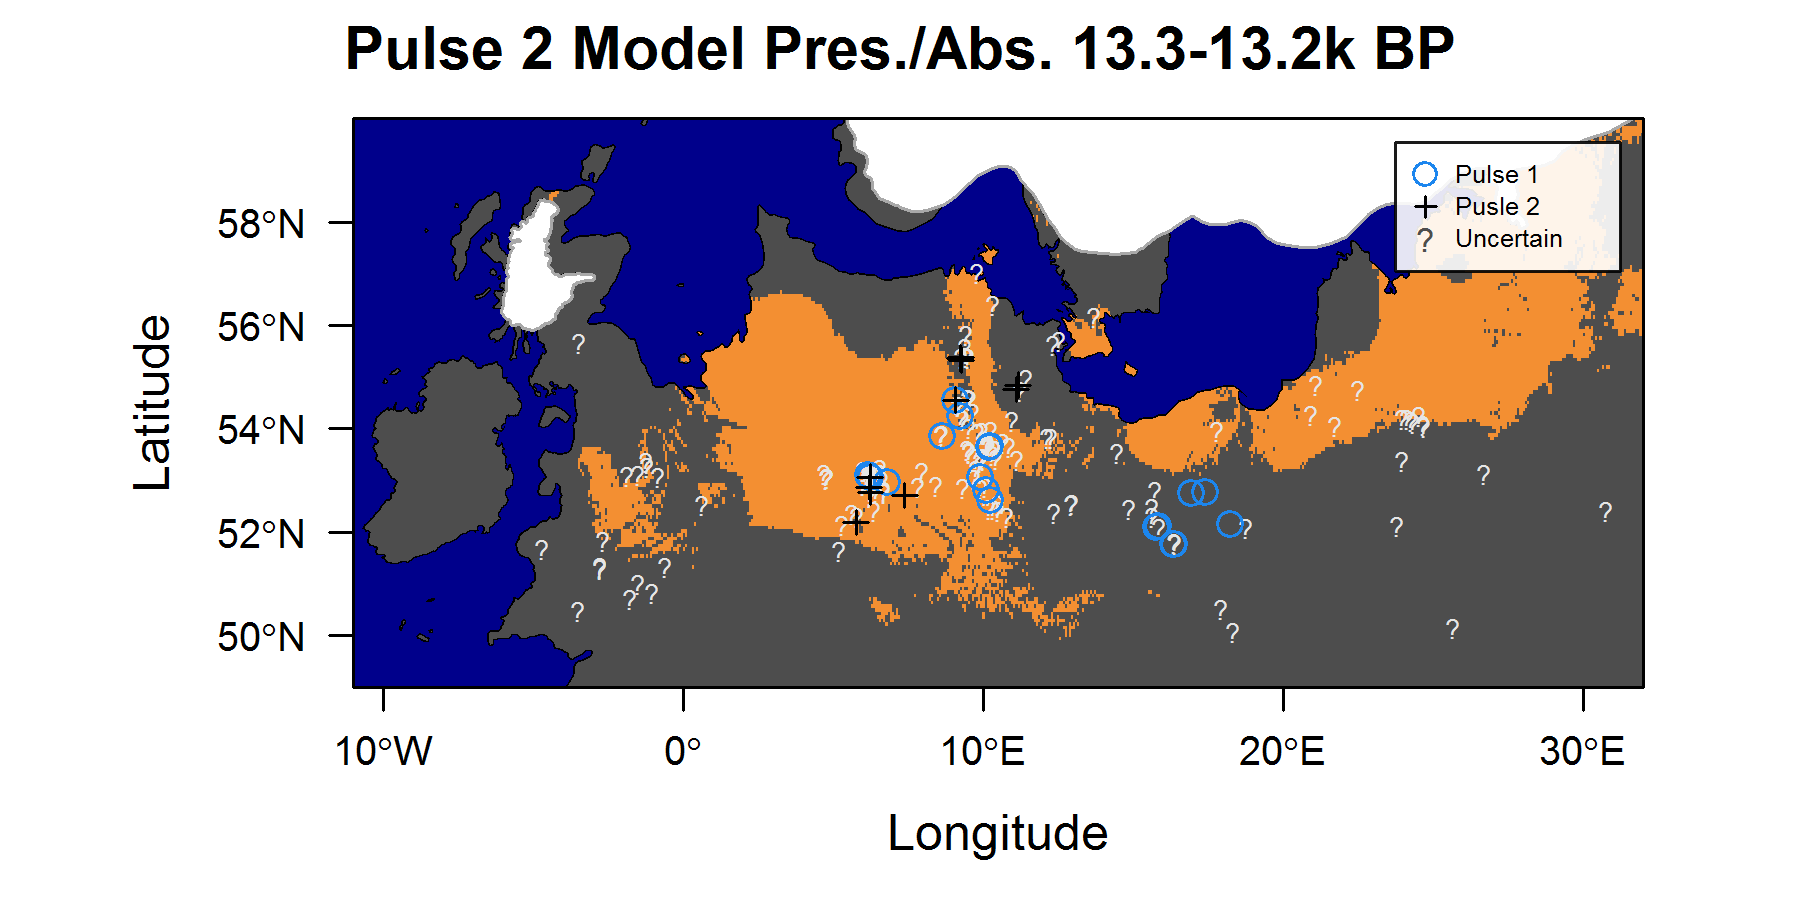 Pulse 2 Model Pres./Abs. 13.3-13.2k BP
Pulse 1
Pusle 2
? Uncertain
58°N
56°N
54°N
52°N
50°N
Latitude
10°W 0° 10°E 20°E 30°E
Longitude